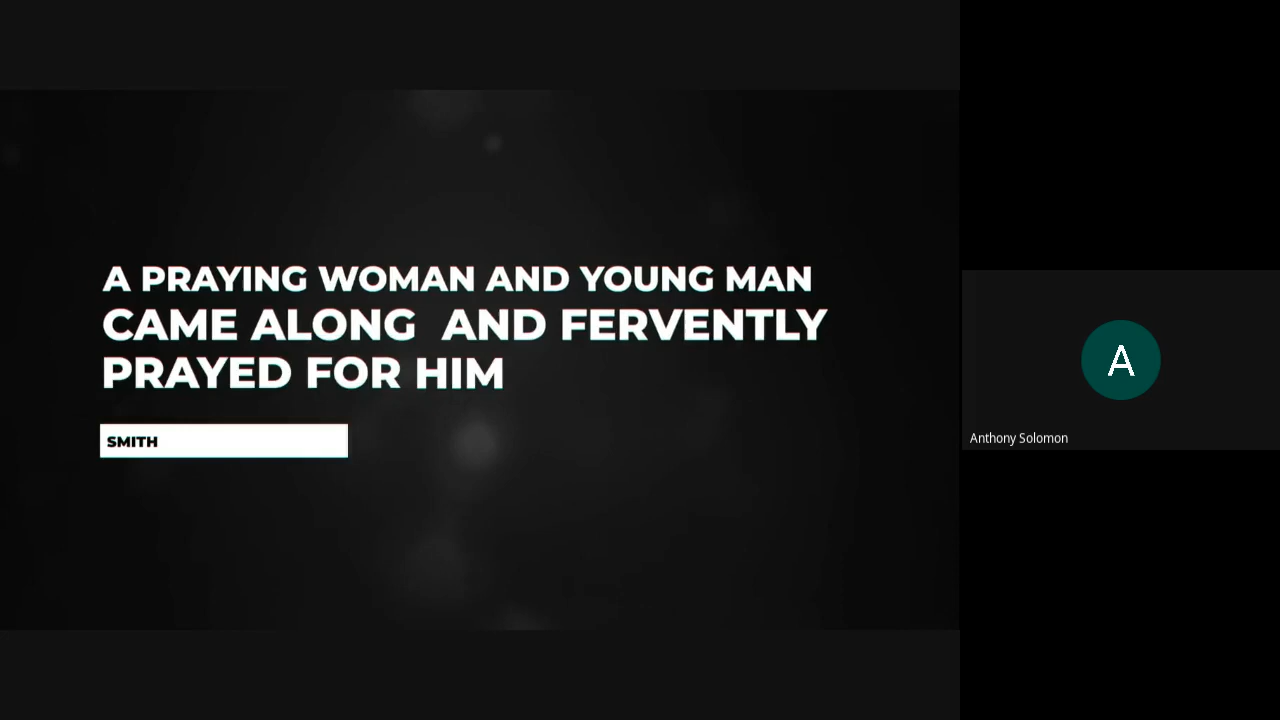 A PRAYING WOMAN AND YOUNG MAN
CAME ALONG  AND FERVENTLY
PRAYED FOR HIM
SMITH
A
Anthony Solomon